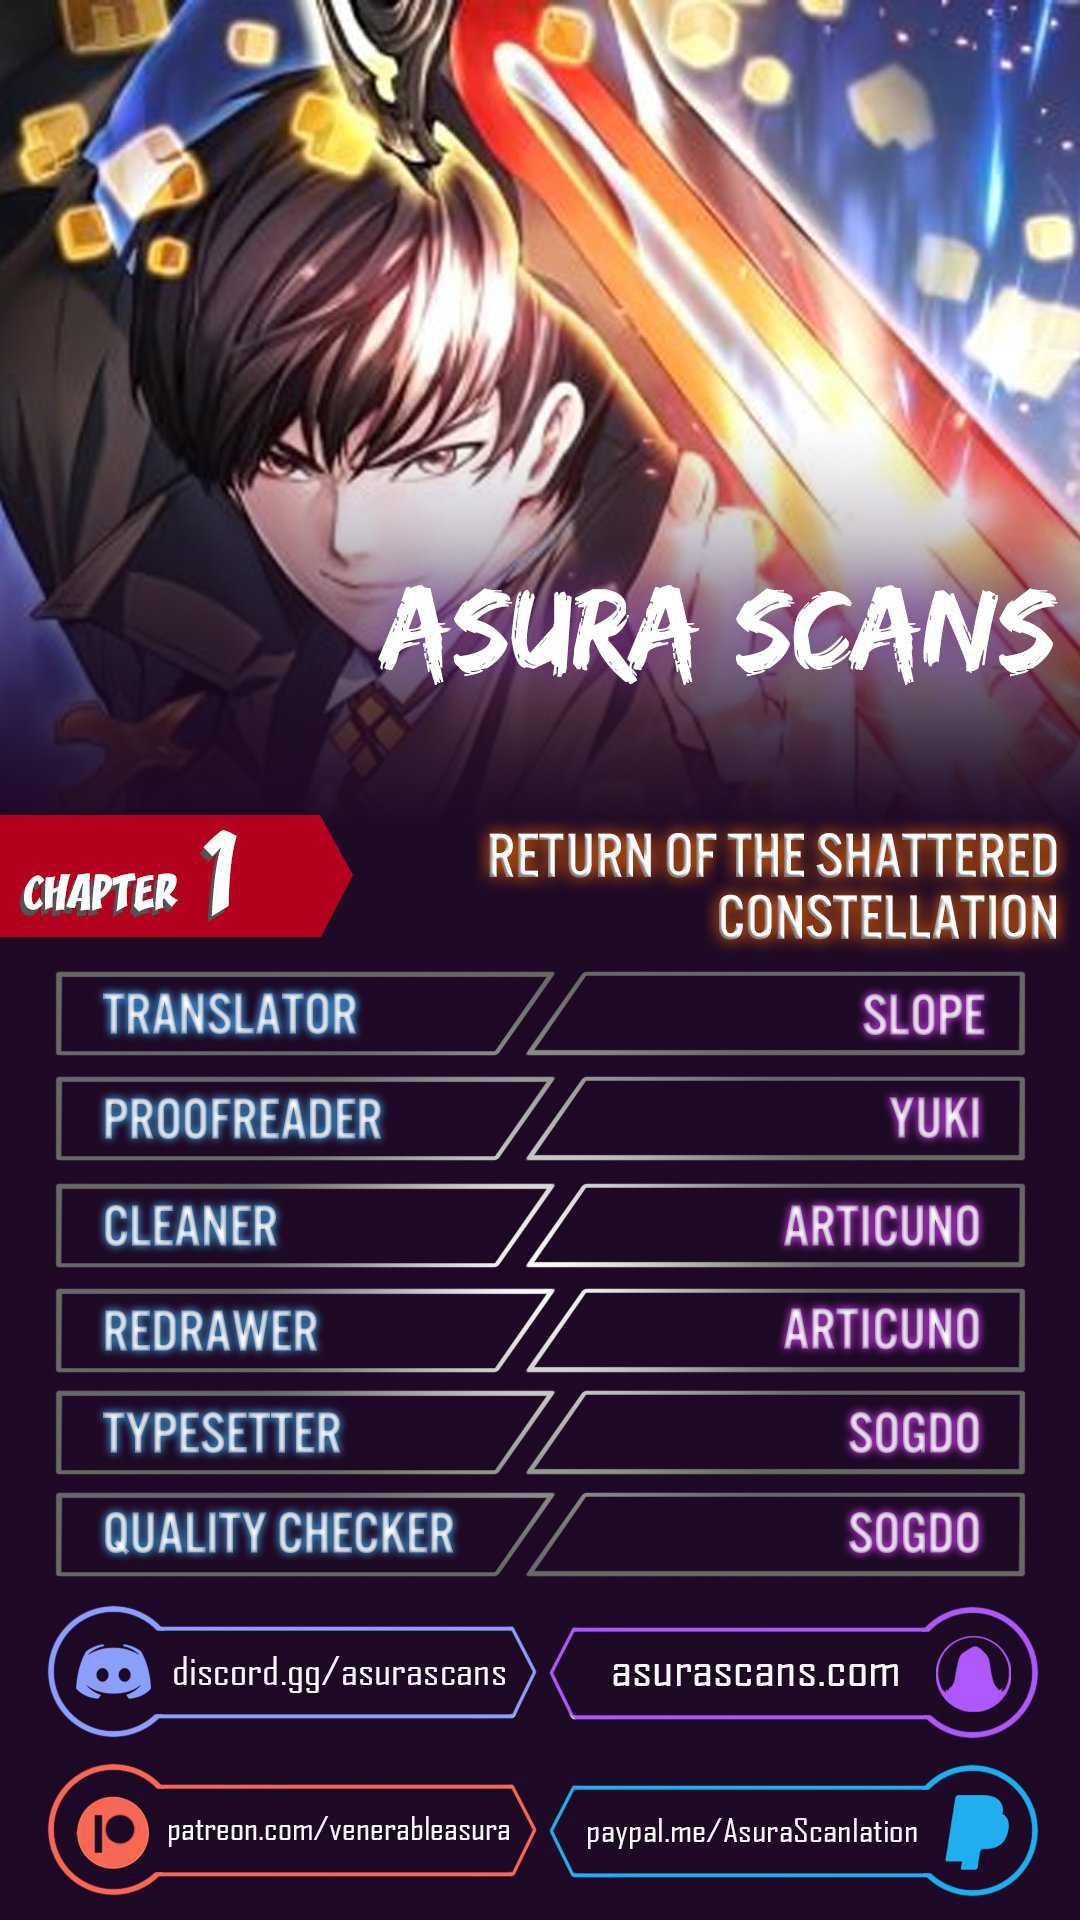 ASURA SCANS
CHAPTER 1
RETURN OF THE SHATTERED
CONSTELLATION
TRANSLATOR
SLOPE
PROOFREADER
YUKI
CLEANER
ARTICUNO
REDRAWER
ARTICUNO
TYPESETTER
SOGDO
QUALITY CHECKER
SOGDO
discord.gg/asurascans
asurascans.com
patreon.com/venerableasura
paypal.me/AsuraScanlation